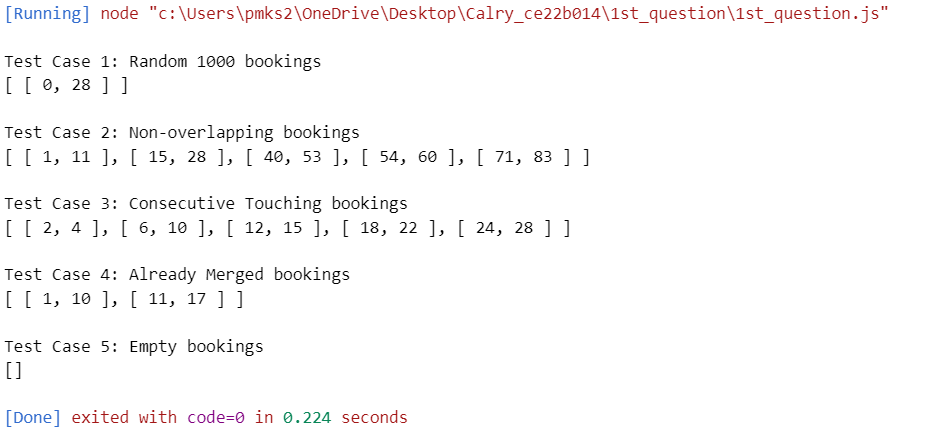 [Running] node "c:\Users\pmks2\OneDrive\Desktop\Calry_ce22b014\1st_question\1st_question.js"
Test Case 1: Random 1000 bookings
[ [ 0, 28 ] ]
Test Case 2: Non-overlapping bookings
[ [ 1, 11 ], [ 15, 28 ], [ 40, 53 ], [ 54, 60 ], [ 71, 83 ] ]
Test Case 3: Consecutive Touching bookings
[ [ 2, 4 ], [ 6, 10 ], [ 12, 15 ], [ 18, 22 ], [ 24, 28 ] ]
Test Case 4: Already Merged bookings
[ [ 1, 10 ], [ 11, 17 ] ]
Test Case 5: Empty bookings
[]
[Done] exited with code=0 in 0.224 seconds